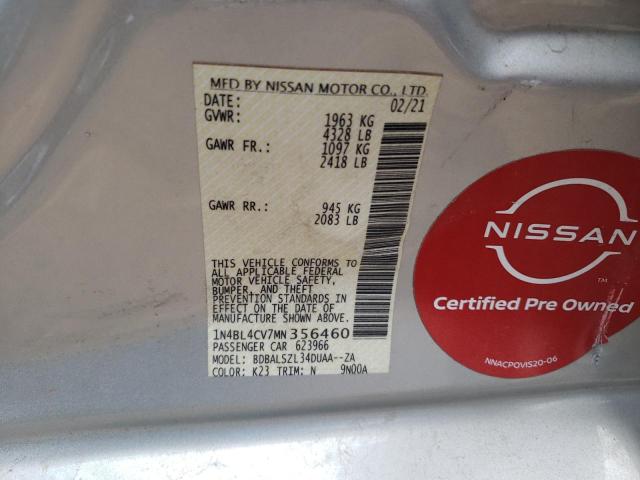 MFD BY NISSAN MOTOR CO., LTD.
DATE: 02/21
GVWR: 1963 KG
4328 LB
GAWR FR.: 1097 KG
2418 LB
GAWR RR.: 945 KG
2083 LB
THIS VEHICLE CONFORMS TO
ALL APPLICABLE FEDERAL
MOTOR VEHICLE SAFETY,
BUMPER, AND THEFT
PREVENTION STANDARDS IN
EFFECT ON THE DATE OF
MANUFACTURE SHOWN ABOVE.
1N4BL4CV7MN356460
PASSENGER CAR 623966
MODEL: BDBALSZL34DUAA--ZA
COLOR: K23 TRIM: N 9N00A
NISSAN
TM
Certified Pre Owned
NNACPOVIS20-06